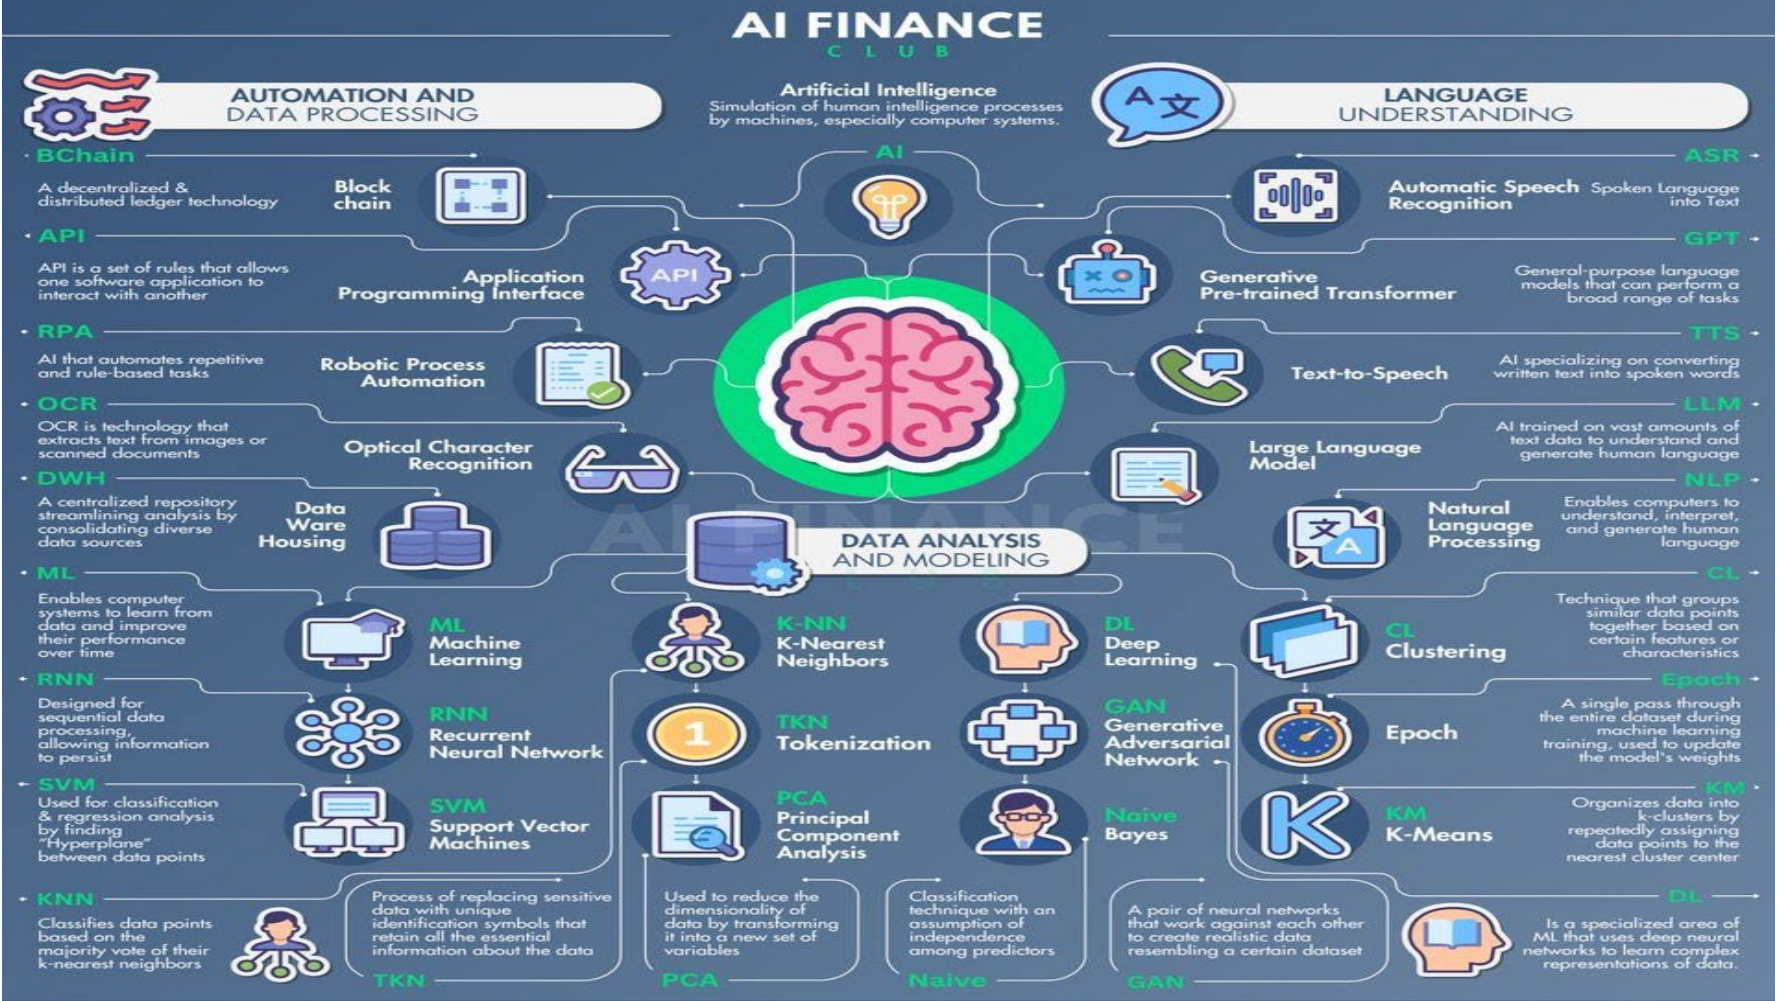 AI FINANCE
CLUB
AUTOMATION AND
DATA PROCESSING
Artificial Intelligence
Simulation of human intelligence processes
by machines, especially computer systems.
AI
A 文
LANGUAGE
UNDERSTANDING
BChain
A decentralized &
distributed ledger technology
Block
chain
API
API is a set of rules that allows
one software application to
interact with another
Application
Programming Interface
API
RPA
AI that automates repetitive
and rule-based tasks
Robotic Process
Automation
OCR
OCR is technology that
extracts text from images or
scanned documents
Optical Character
Recognition
DWH
A centralized repository
streamlining analysis by
consolidating diverse
data sources
Data
Ware
Housing
ASR
Automatic Speech
Recognition
Spoken Language
into Text
GPT
Generative
Pre-trained Transformer
General-purpose language
models that can perform a
broad range of tasks
TTS
Text-to-Speech
AI specializing on converting
written text into spoken words
LLM
Large Language
Model
AI trained on vast amounts of
text data to understand and
generate human language
NLP
文 A
Natural
Language
Processing
Enables computers to
understand, interpret,
and generate human
language
AI FINANCE
CLUB
DATA ANALYSIS
AND MODELING
ML
Enables computer
systems to learn from
data and improve
their performance
over time
ML
Machine
Learning
K-NN
K-Nearest
Neighbors
DL
Deep
Learning
CL
Clustering
CL
Technique that groups
similar data points
together based on
certain features or
characteristics
RNN
Designed for
sequential data
processing,
allowing information
to persist
RNN
Recurrent
Neural Network
1
TKN
Tokenization
GAN
Generative
Adversarial
Network
Epoch
Epoch
A single pass through
the entire dataset during
machine learning
training, used to update
the model's weights
SVM
Used for classification
& regression analysis
by finding
"Hyperplane"
between data points
SVM
Support Vector
Machines
PCA
Principal
Component
Analysis
Naive
Bayes
K
KM
K-Means
KM
Organizes data into
k-clusters by
repeatedly assigning
data points to the
nearest cluster center
KNN
Classifies data points
based on the
majority vote of their
k-nearest neighbors
Process of replacing sensitive
data with unique
identification symbols that
retain all the essential
information about the data
TKN
Used to reduce the
dimensionality of
data by transforming
it into a new set of
variables
PCA
Classification
technique with an
assumption of
independence
among predictors
Naive
A pair of neural networks
that work against each other
to create realistic data
resembling a certain dataset
GAN
DL
Is a specialized area of
ML that uses deep neural
networks to learn complex
representations of data.